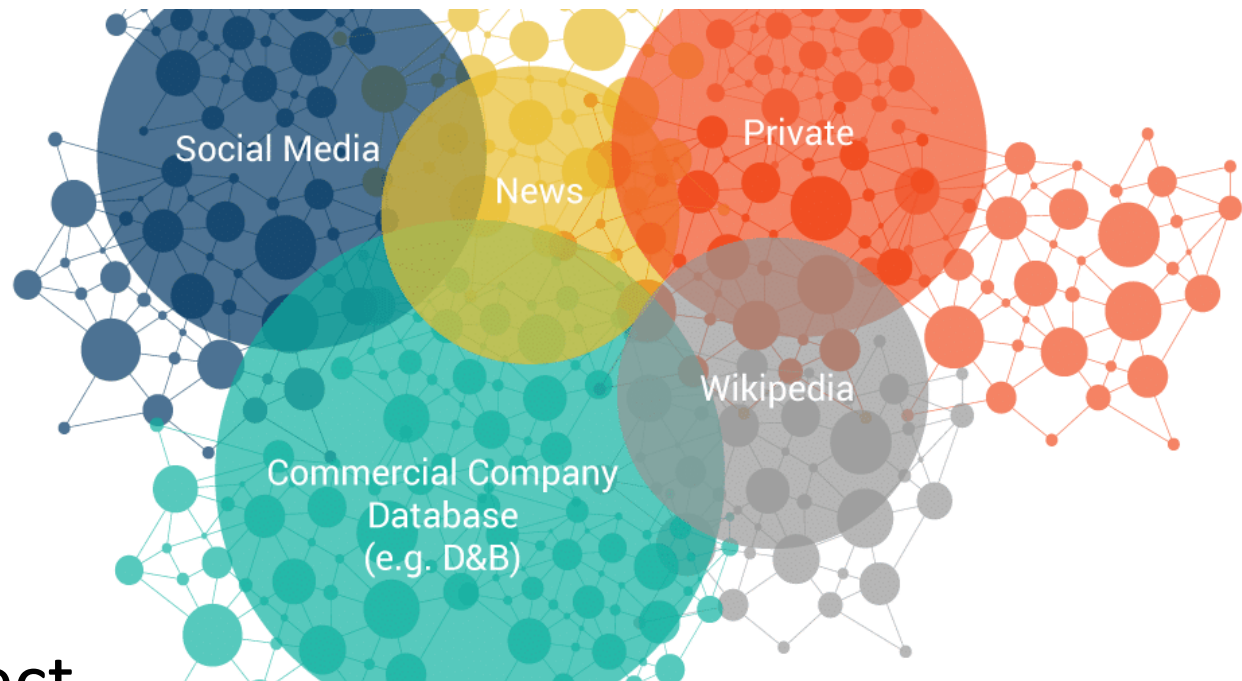 Social Media
Private
News
Wikipedia
Commercial Company
Database
(e.g. D&B)